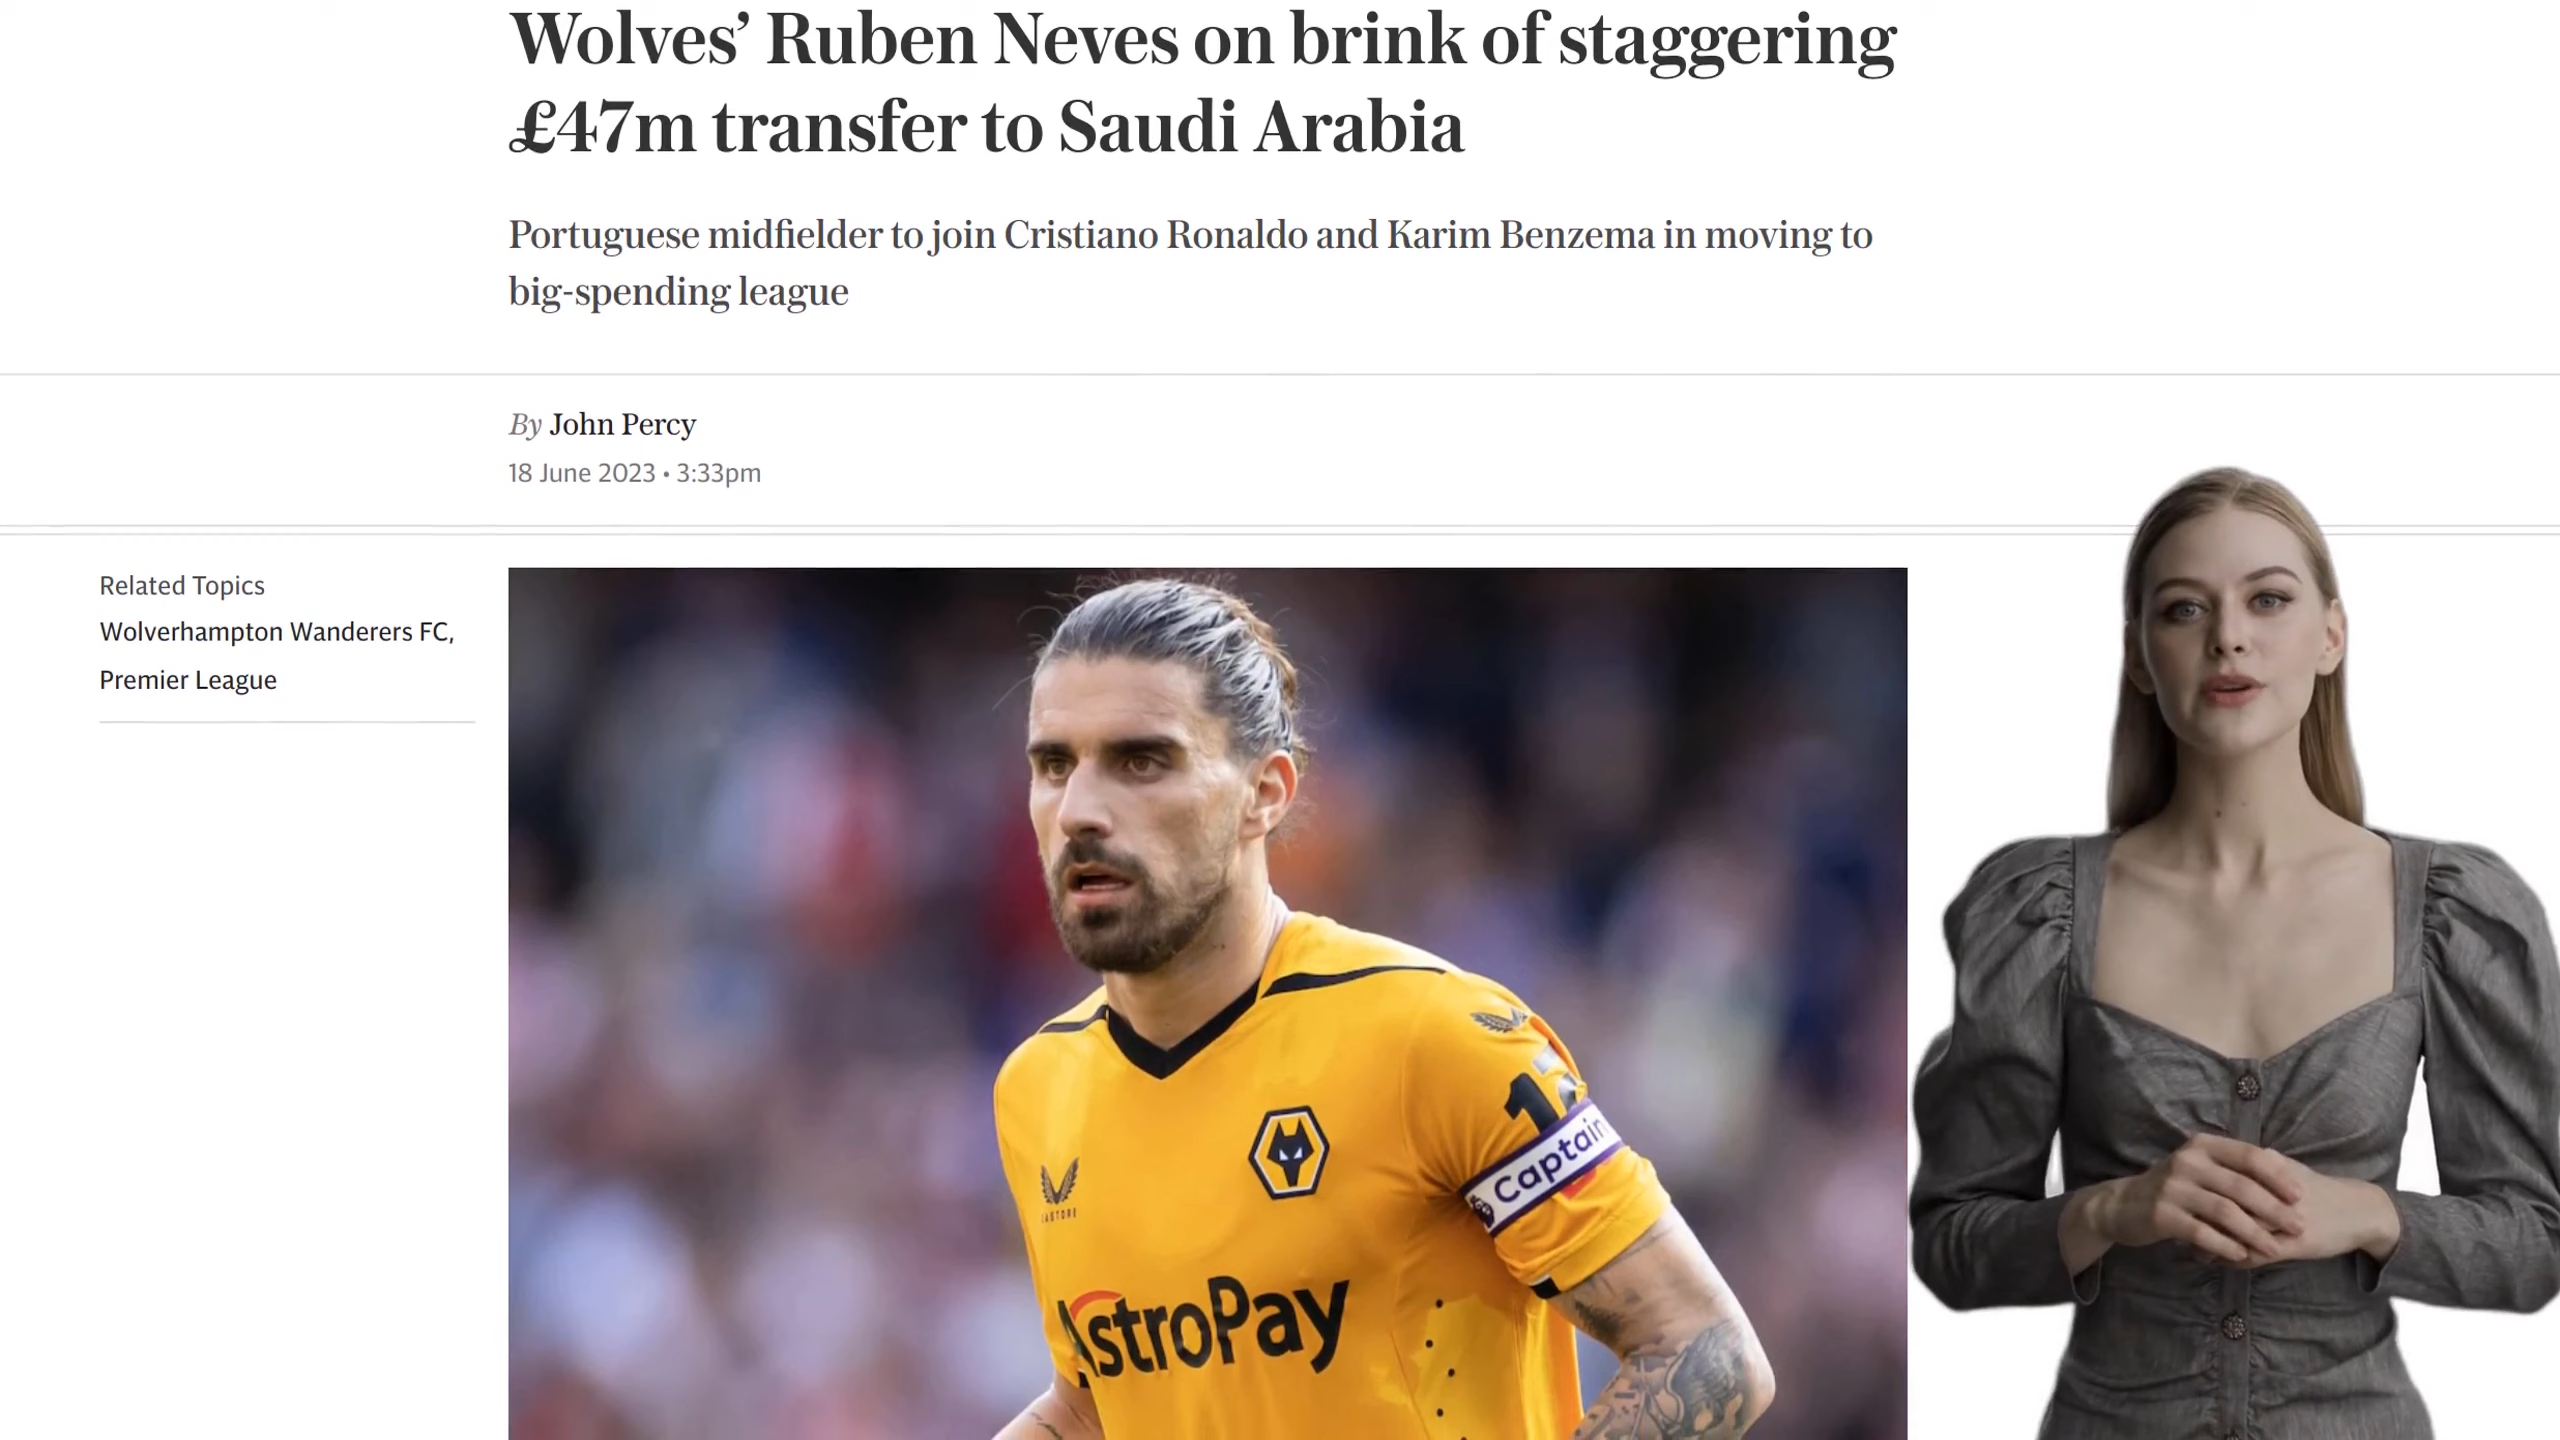 Wolves’ Ruben Neves on brink of staggering
£47m transfer to Saudi Arabia
Portuguese midfielder to join Cristiano Ronaldo and Karim Benzema in moving to
big-spending league
By John Percy
18 June 2023 • 3:33pm
Related Topics
Wolverhampton Wanderers FC,
Premier League
Captain
AstroPay